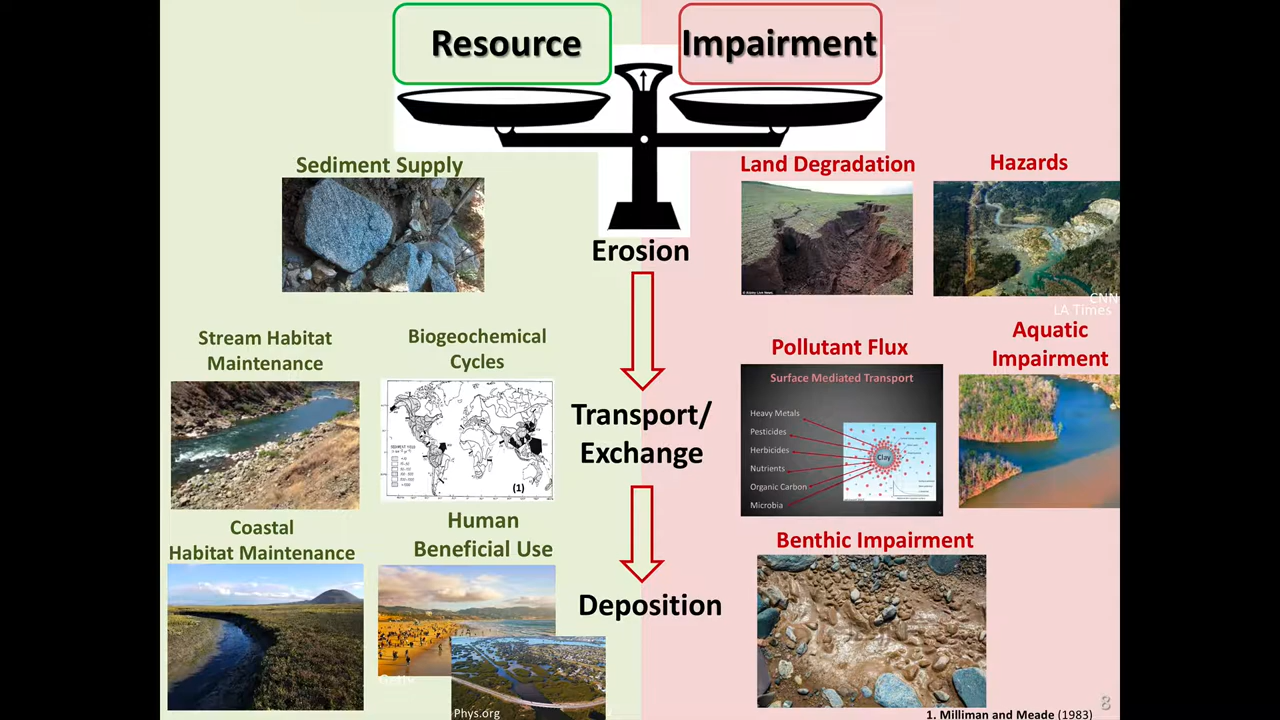 Resource
Impairment
Sediment Supply
Land Degradation
Hazards
Erosion
CNN
LA Times
Stream Habitat
Maintenance
Biogeochemical
Cycles
Pollutant Flux
Aquatic
Impairment
Surface Mediated Transport
Heavy Metals
Pesticides
Herbicides
Nutrients
Organic Carbon
Microbia
Clay
(1)
Transport/
Exchange
Coastal
Habitat Maintenance
Human
Beneficial Use
Benthic Impairment
Deposition
Phys.org
8
1. Milliman and Meade (1983)